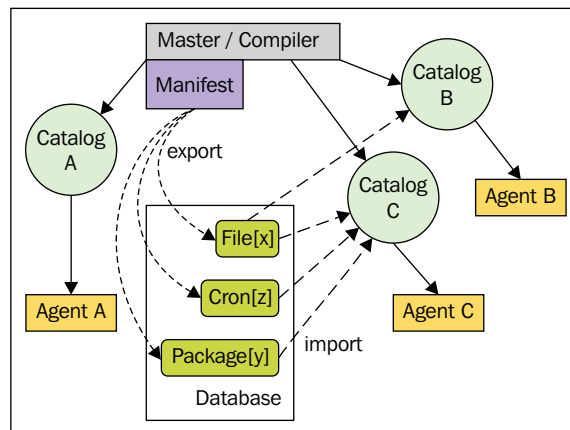 Master / Compiler
Manifest
Catalog
A
Catalog
B
export
Catalog
C
Agent B
File[x]
Cron[z]
Agent A
Agent C
Package[y]
import
Database